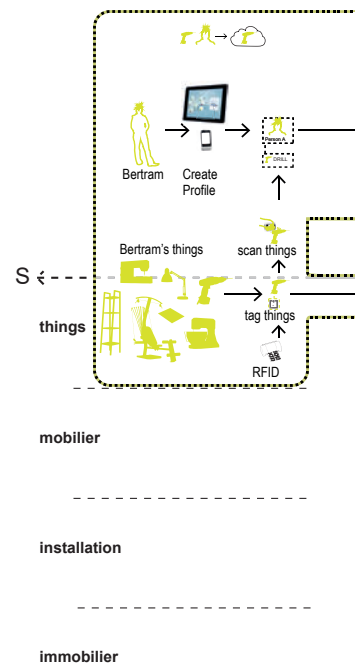 Person A.
DRILL
Bertram
Create
Profile
Bertram's things
scan things
S
tag things
things
RFID
mobilier
installation
immobilier